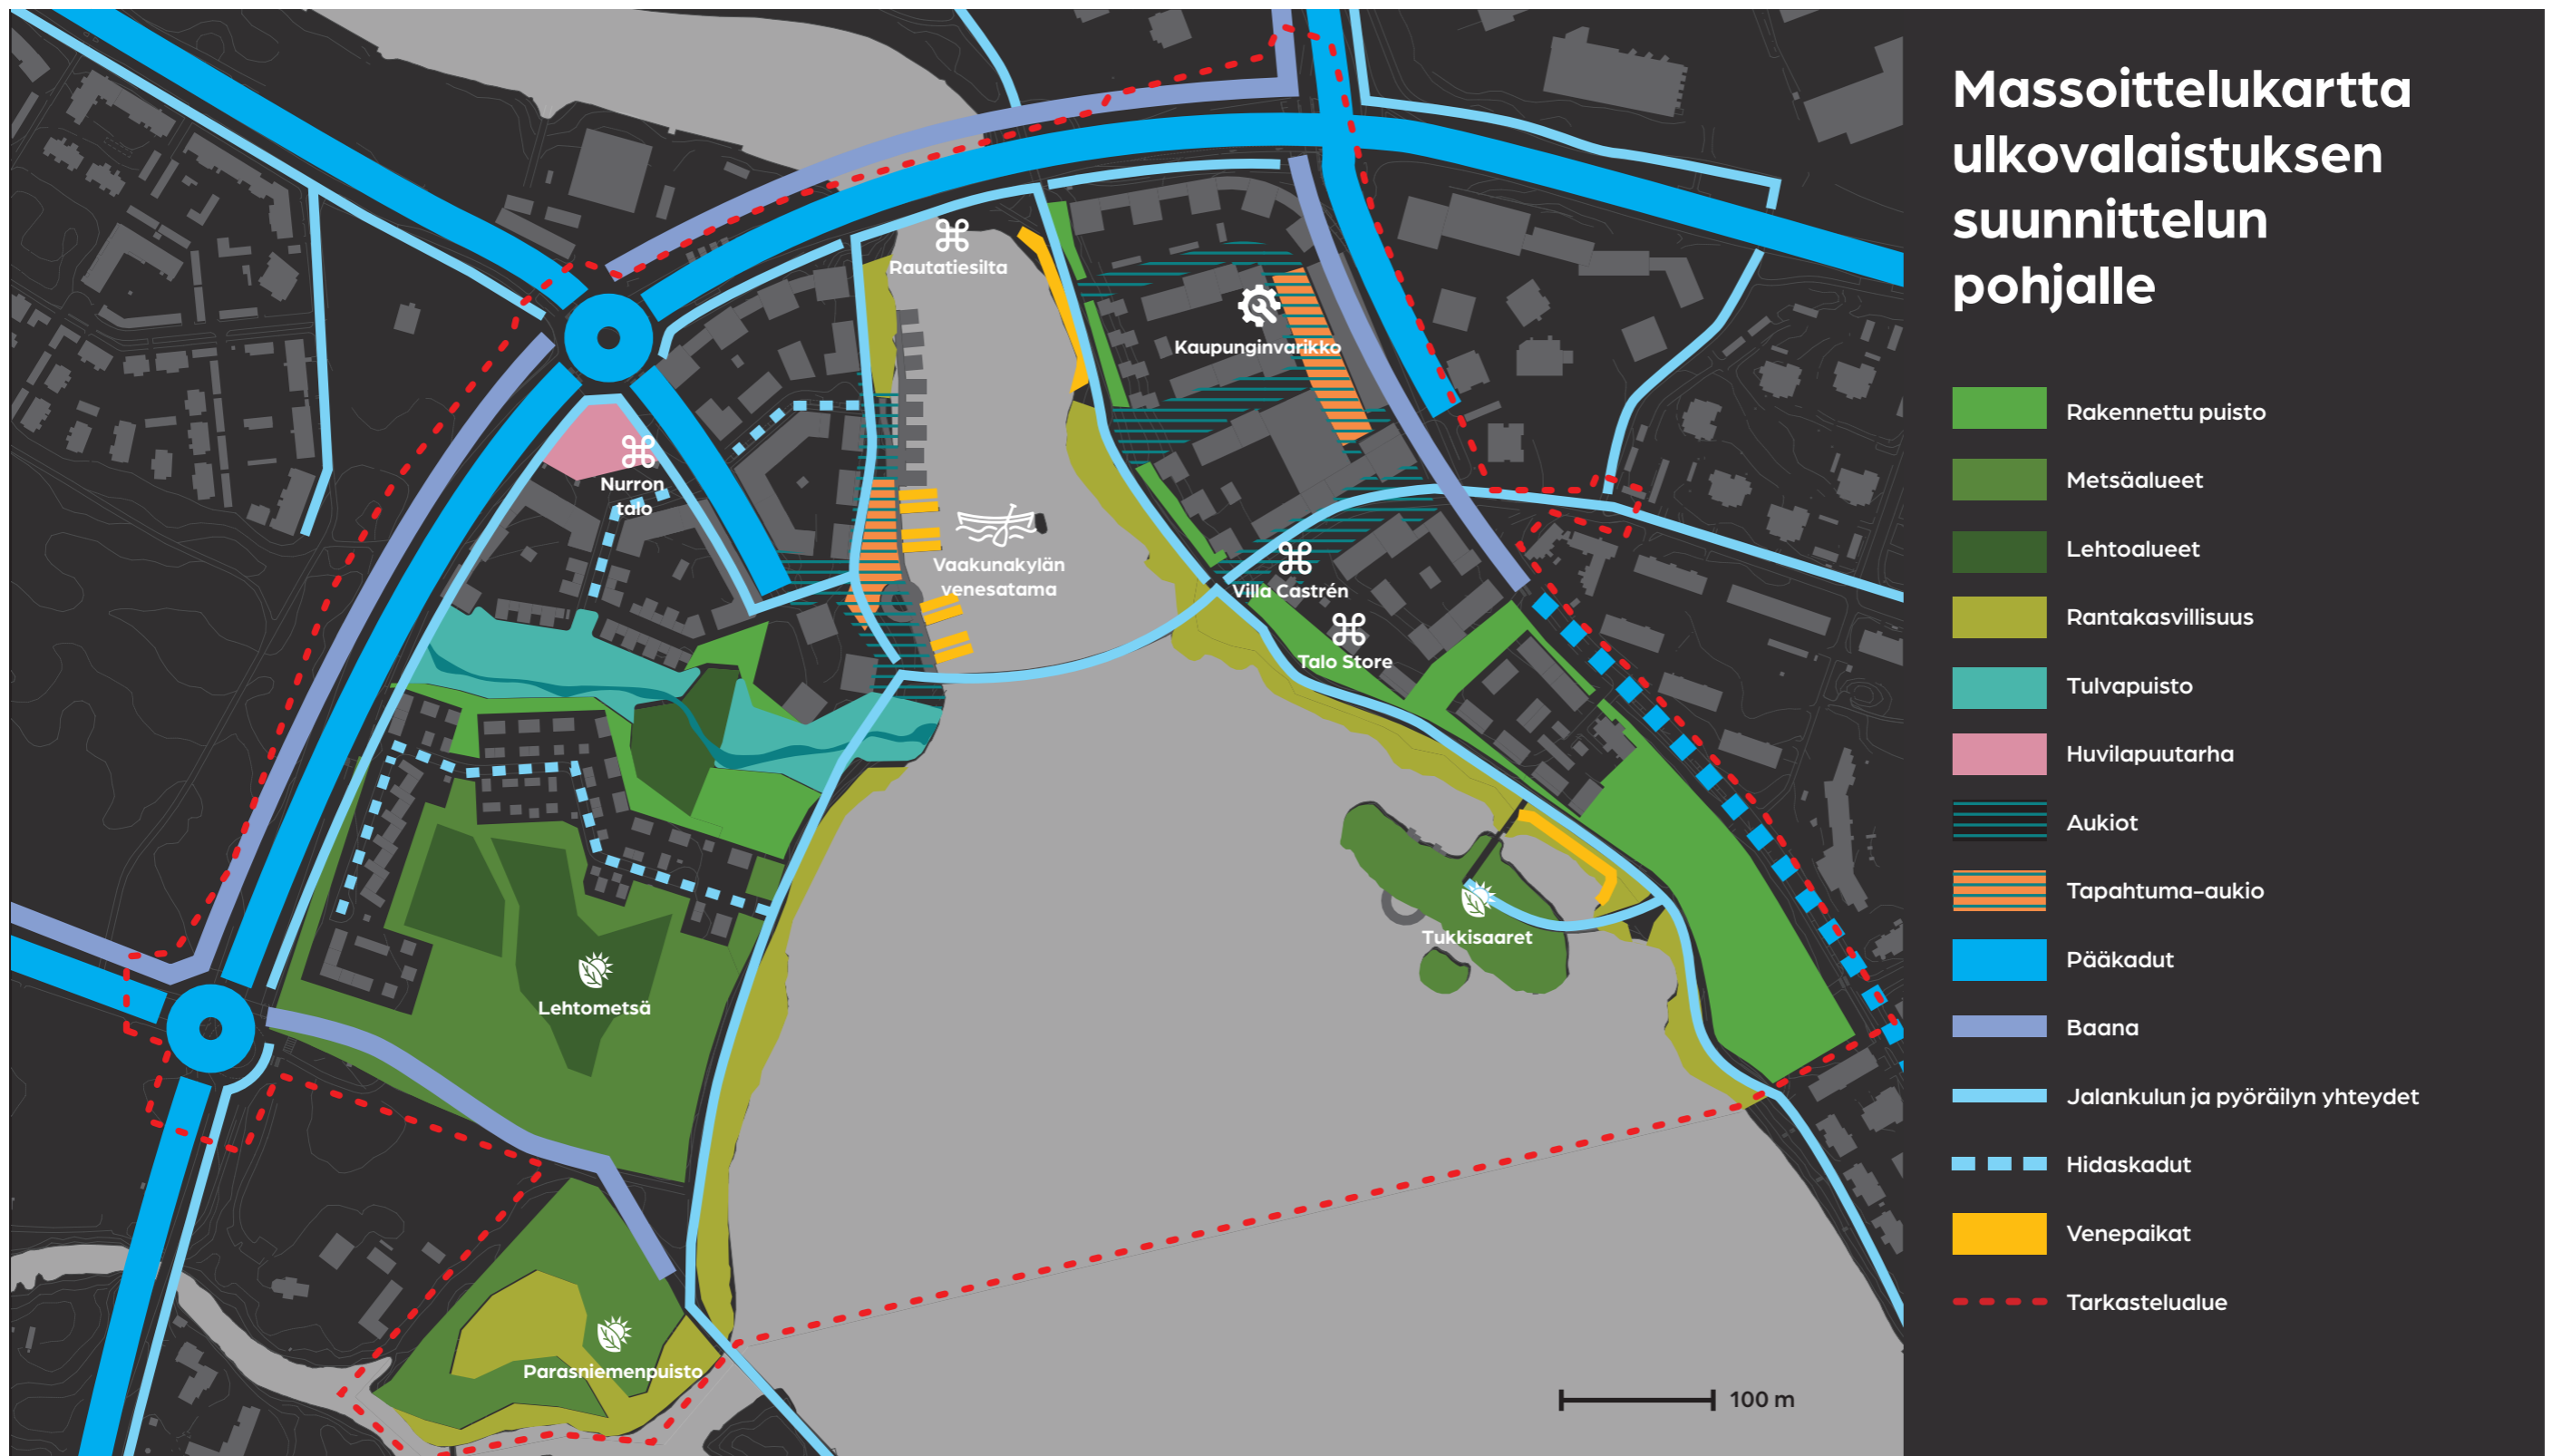 Massoittelukartta
ulkovalaistuksen
suunnittelun
pohjalle
Rakennettu puisto
Metsäalueet
Lehtoalueet
Rantakasvillisuus
Tulvapuisto
Huvilapuutarha
Aukiot
Tapahtuma-aukio
Pääkadut
Baana
Jalankulun ja pyöräilyn yhteydet
Hidaskadut
Venepaikat
Tarkastelualue
Rautatiesilta
Kaupunginvarikko
Nurron
talo
Vaakunakylän
venesatama
Villa Castrén
Talo Store
Tukkisaaret
Lehtometsä
Parasniemenpuisto
100 m